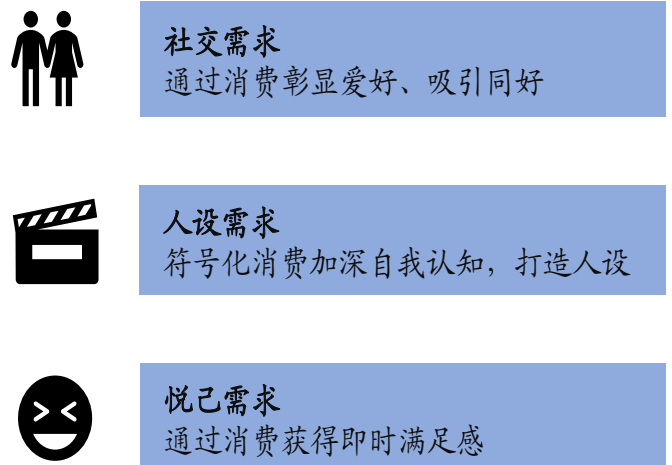 社交需求
通过消费彰显爱好、吸引同好
人设需求
符号化消费加深自我认知，打造人设
悦己需求
通过消费获得即时满足感